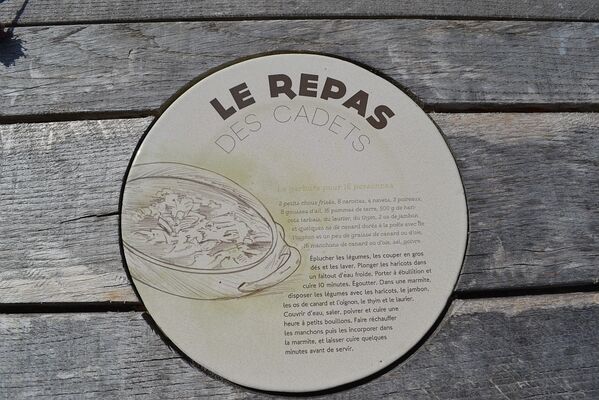 LE REPAS
DES CADETS
La garbure pour 16 personnes
2 petits choux frisés, 8 carottes, 4 navets, 2 poireaux,
8 gousses d'ail, 16 pommes de terre, 500 g de hari-
cots tarbais, du laurier, du thym, 2 os de jambon
et quelques os de canard dorés à la poêle avec
l'oignon et un peu de graisse de canard ou d'oie,
16 manchons de canard ou d'oie, sel, poivre.
Éplucher les légumes, les couper en gros
dés et les laver. Plonger les haricots dans
un faitout d'eau froide. Porter à ébullition et
cuire 10 minutes. Égoutter. Dans une marmite,
disposer les légumes avec les haricots, le jambon,
les os de canard et l'oignon, le thym et le laurier.
Couvrir d'eau, saler, poivrer et cuire une
heure à petits bouillons. Faire réchauffer
les manchons puis les incorporer dans
la marmite, et laisser cuire quelques
minutes avant de servir.